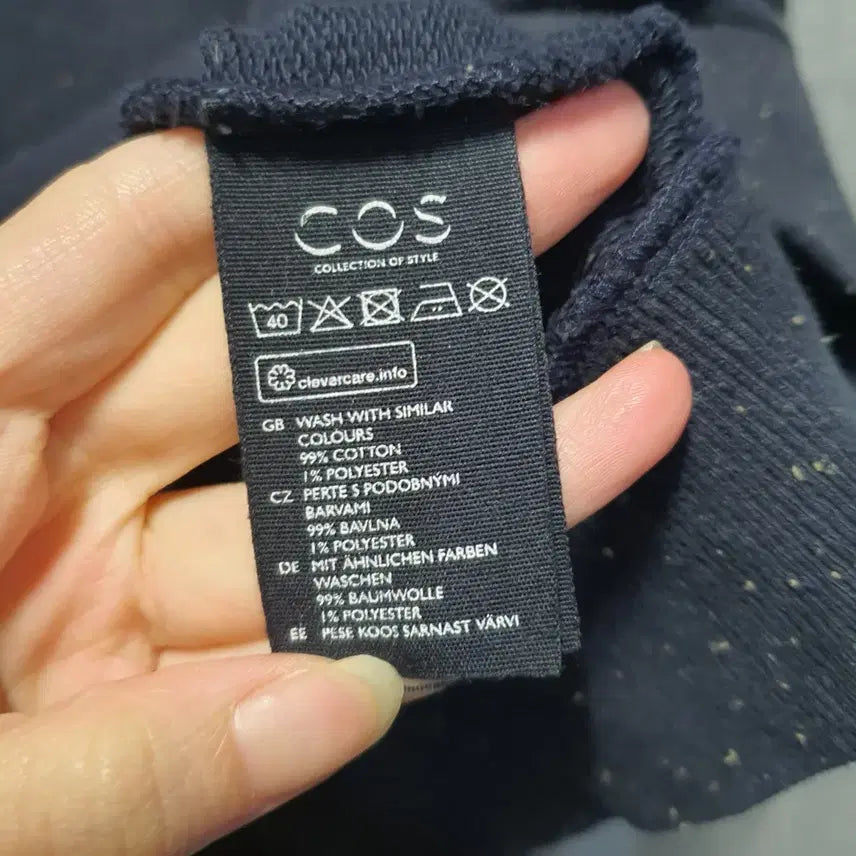 COS
COLLECTION OF STYLE
40
clevercare.info
GB WASH WITH SIMILAR
COLOURS
99% COTTON
1% POLYESTER
CZ PERTE S PODOBNÝMI
BARVAMI
99% BAVLNA
1% POLYESTER
DE MIT ÄHNLICHEN FARBEN
WASCHEN
99% BAUMWOLLE
1% POLYESTER
EE PESE KOOS SARNAST VÄRVI